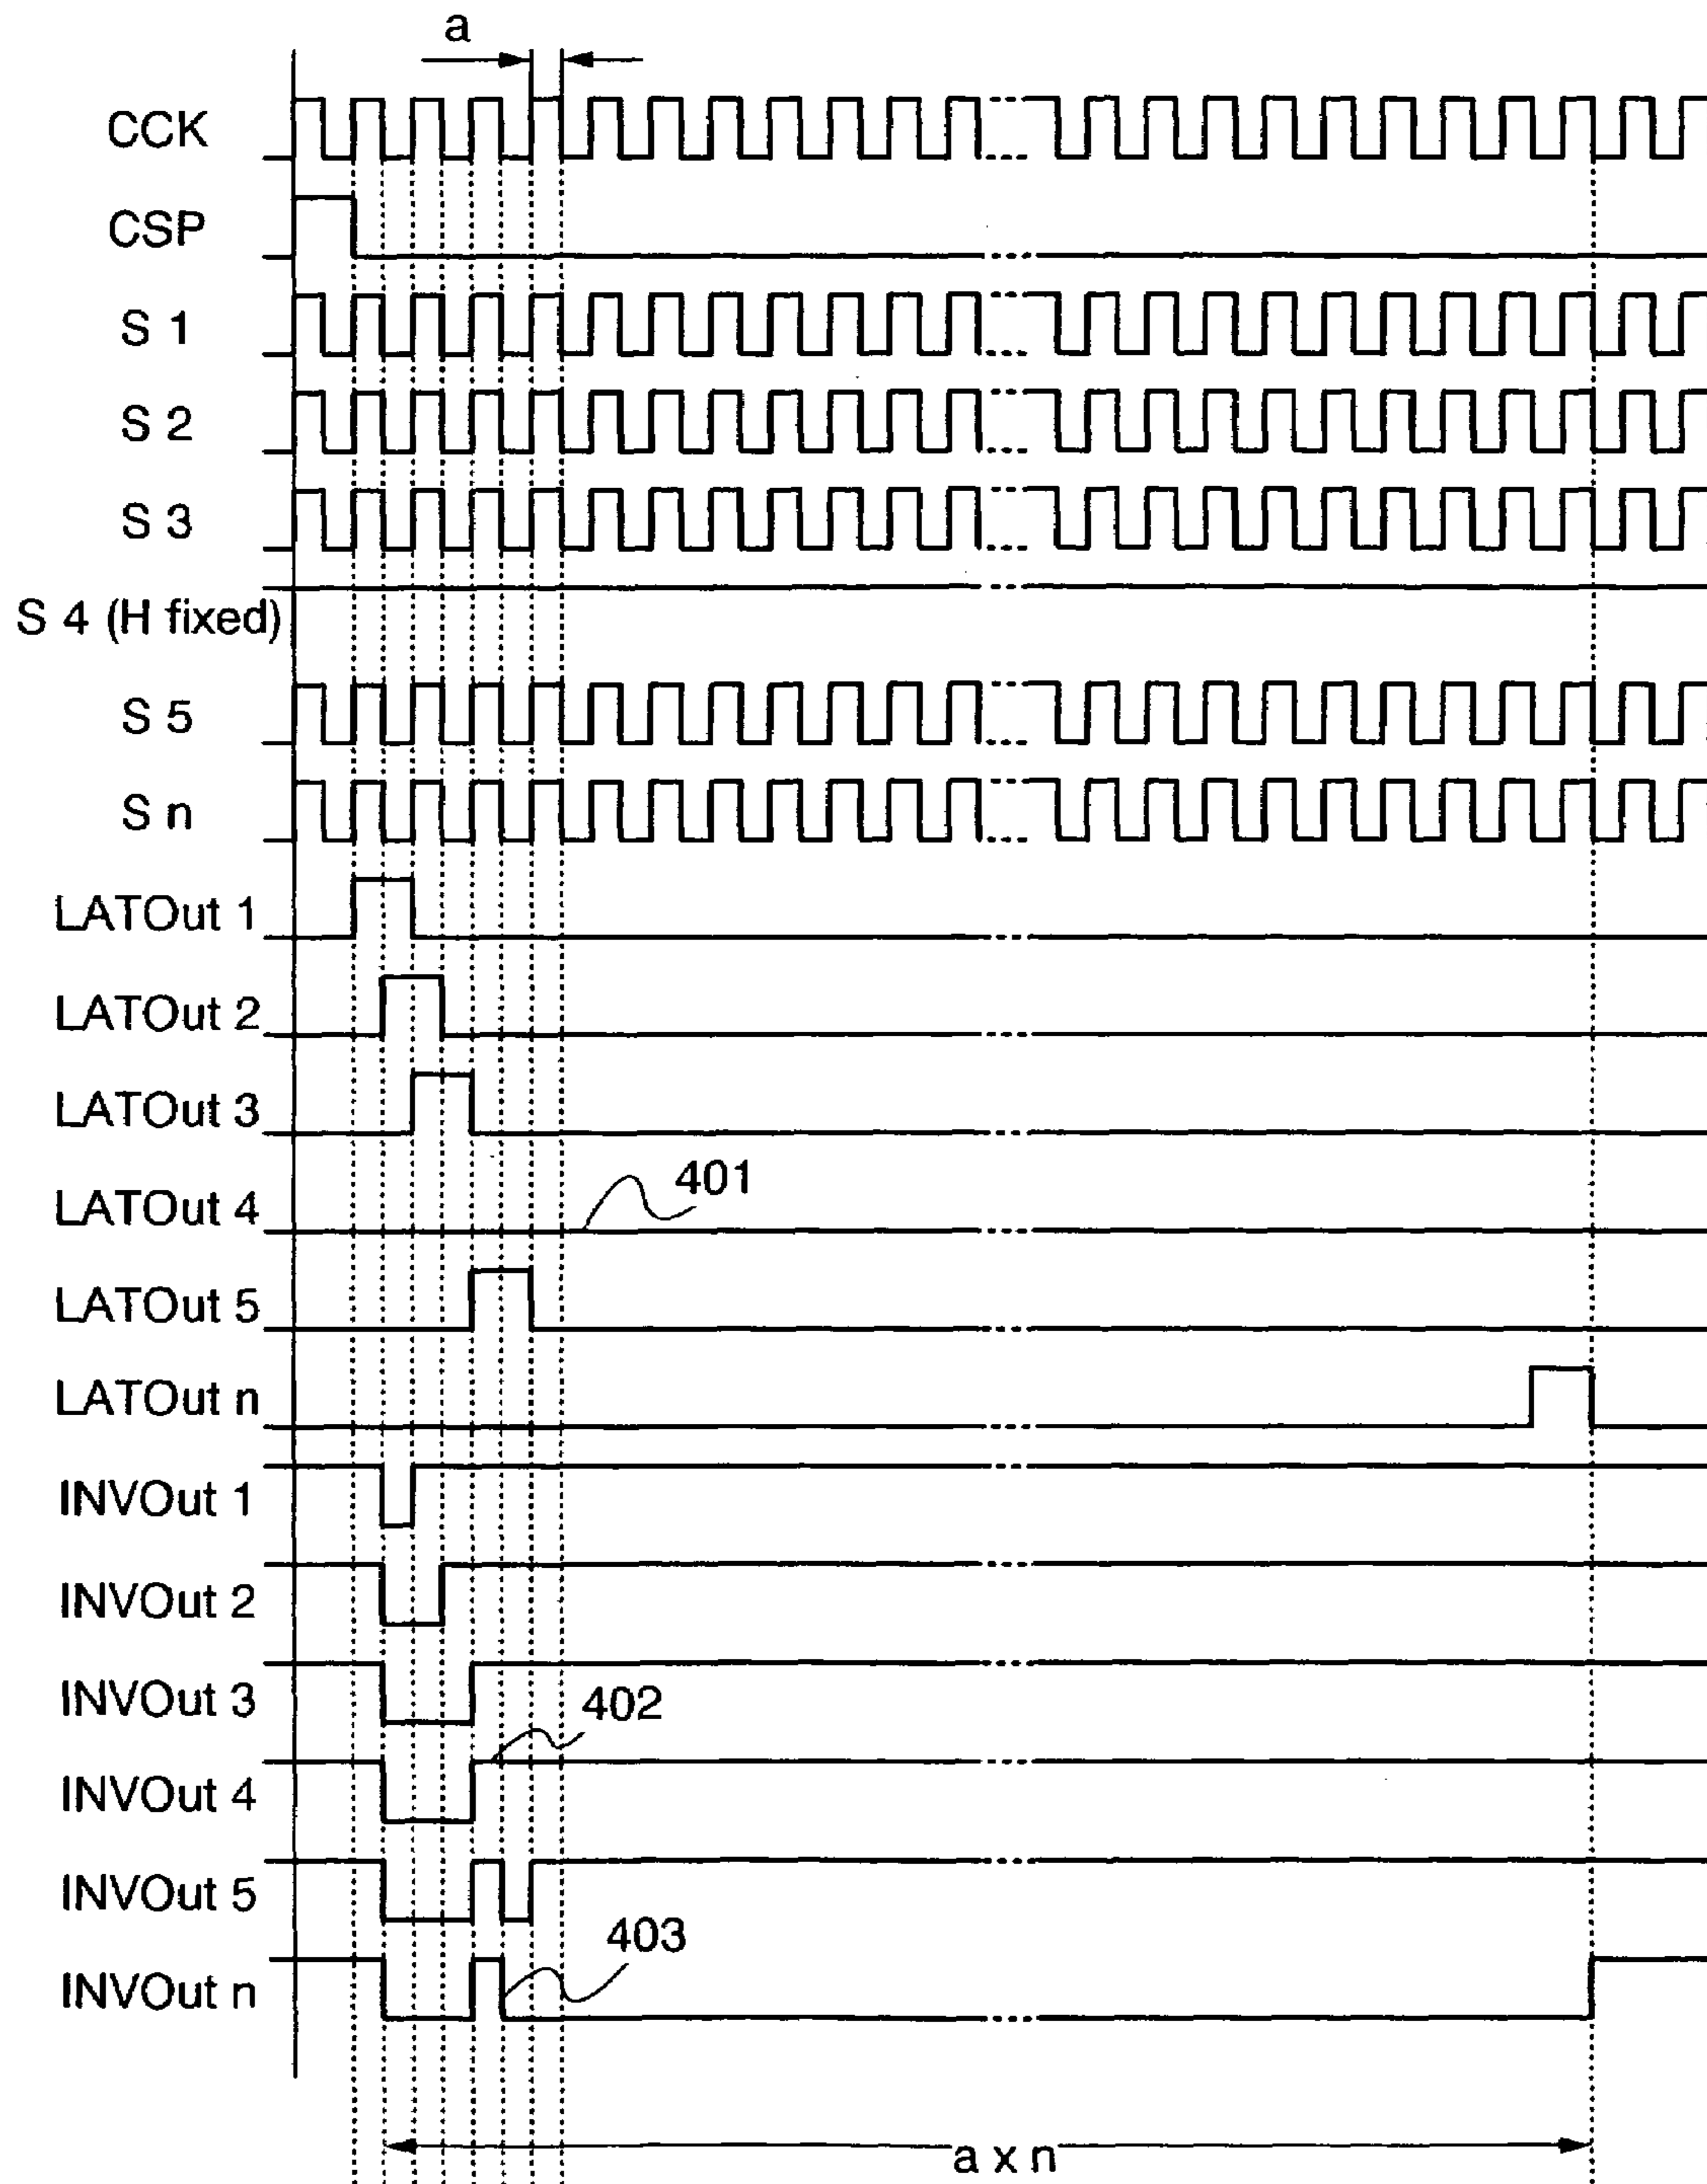 a
CCK
CSP
S 1
S 2
S 3
S 4 (H fixed)
S 5
S n
LATOut 1
LATOut 2
LATOut 3
LATOut 4
401
LATOut 5
LATOut n
INVOut 1
INVOut 2
INVOut 3
402
INVOut 4
INVOut 5
403
INVOut n
a x n